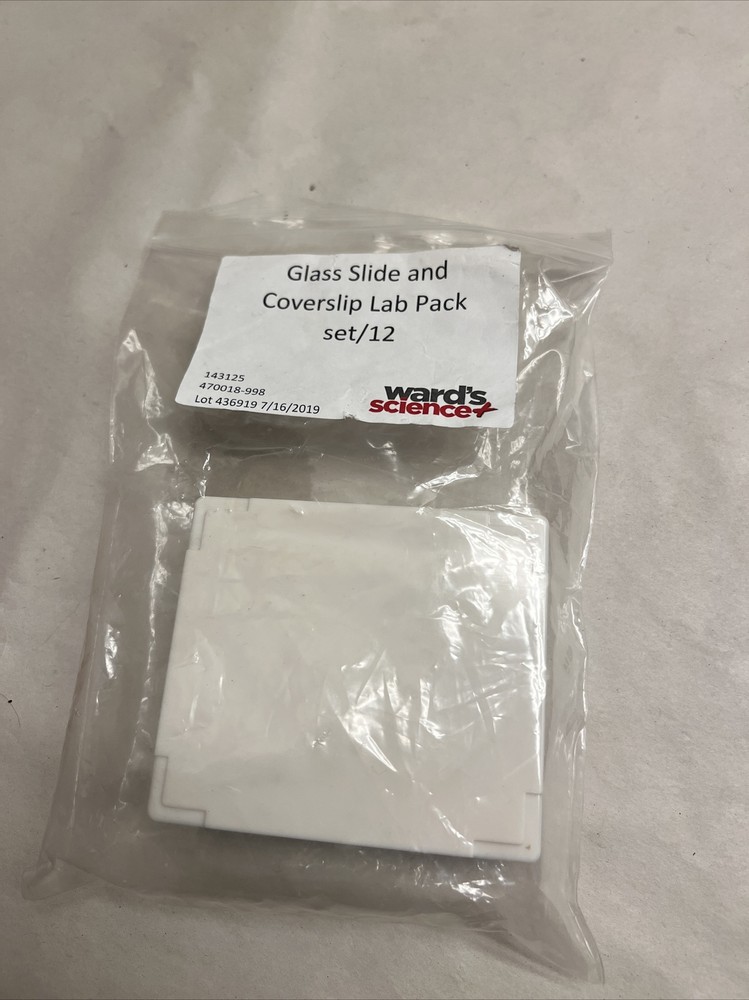 Glass Slide and
Coverslip Lab Pack
set/12
143125
470018-998
Lot 436919 7/16/2019
ward's
science+